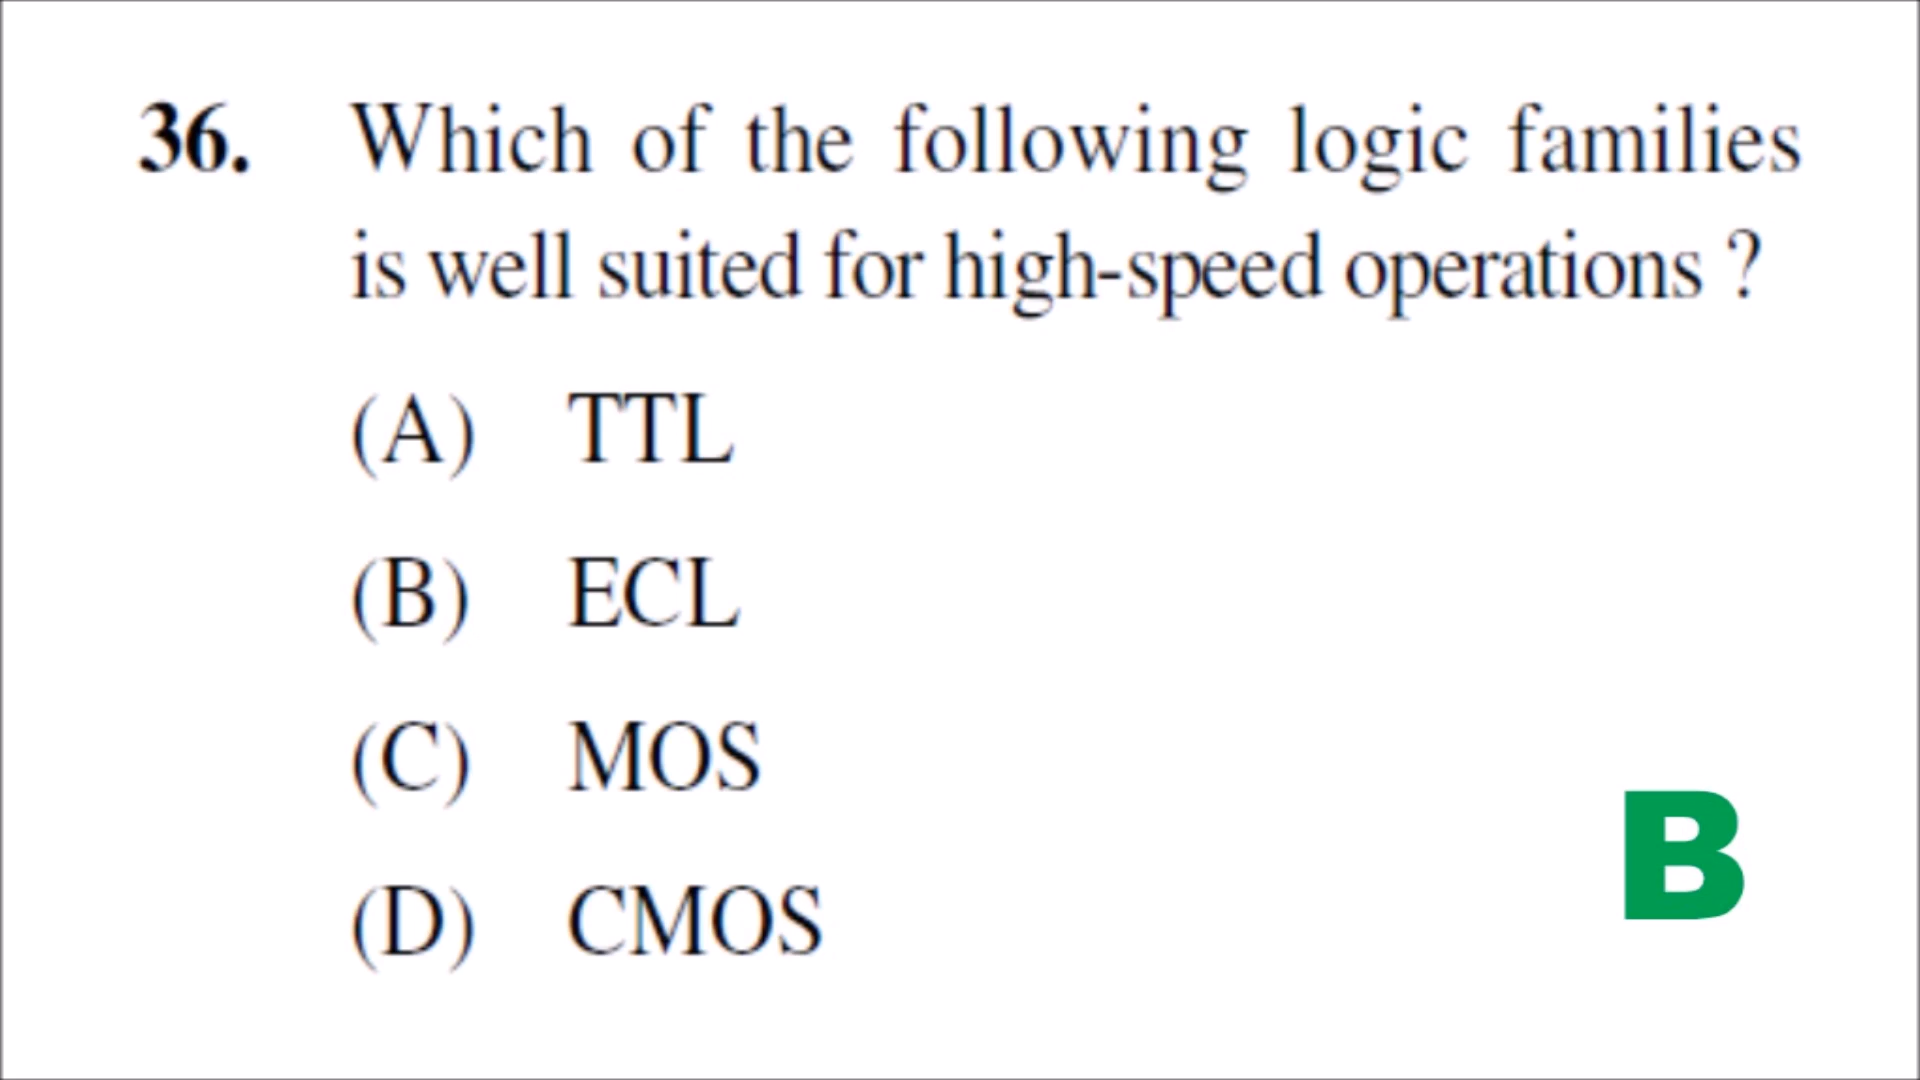 36. Which of the following logic families
is well suited for high-speed operations ?
(A) TTL
(B) ECL
(C) MOS
(D) CMOS
B